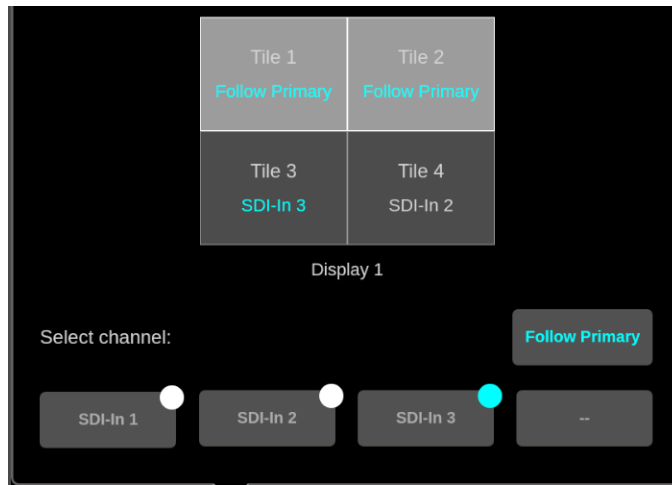 Tile 1
Tile 2
Follow Primary
Follow Primary
Tile 3
Tile 4
SDI-In 3
SDI-In 2
Display 1
Select channel:
Follow Primary
SDI-In 1
SDI-In 2
SDI-In 3
--